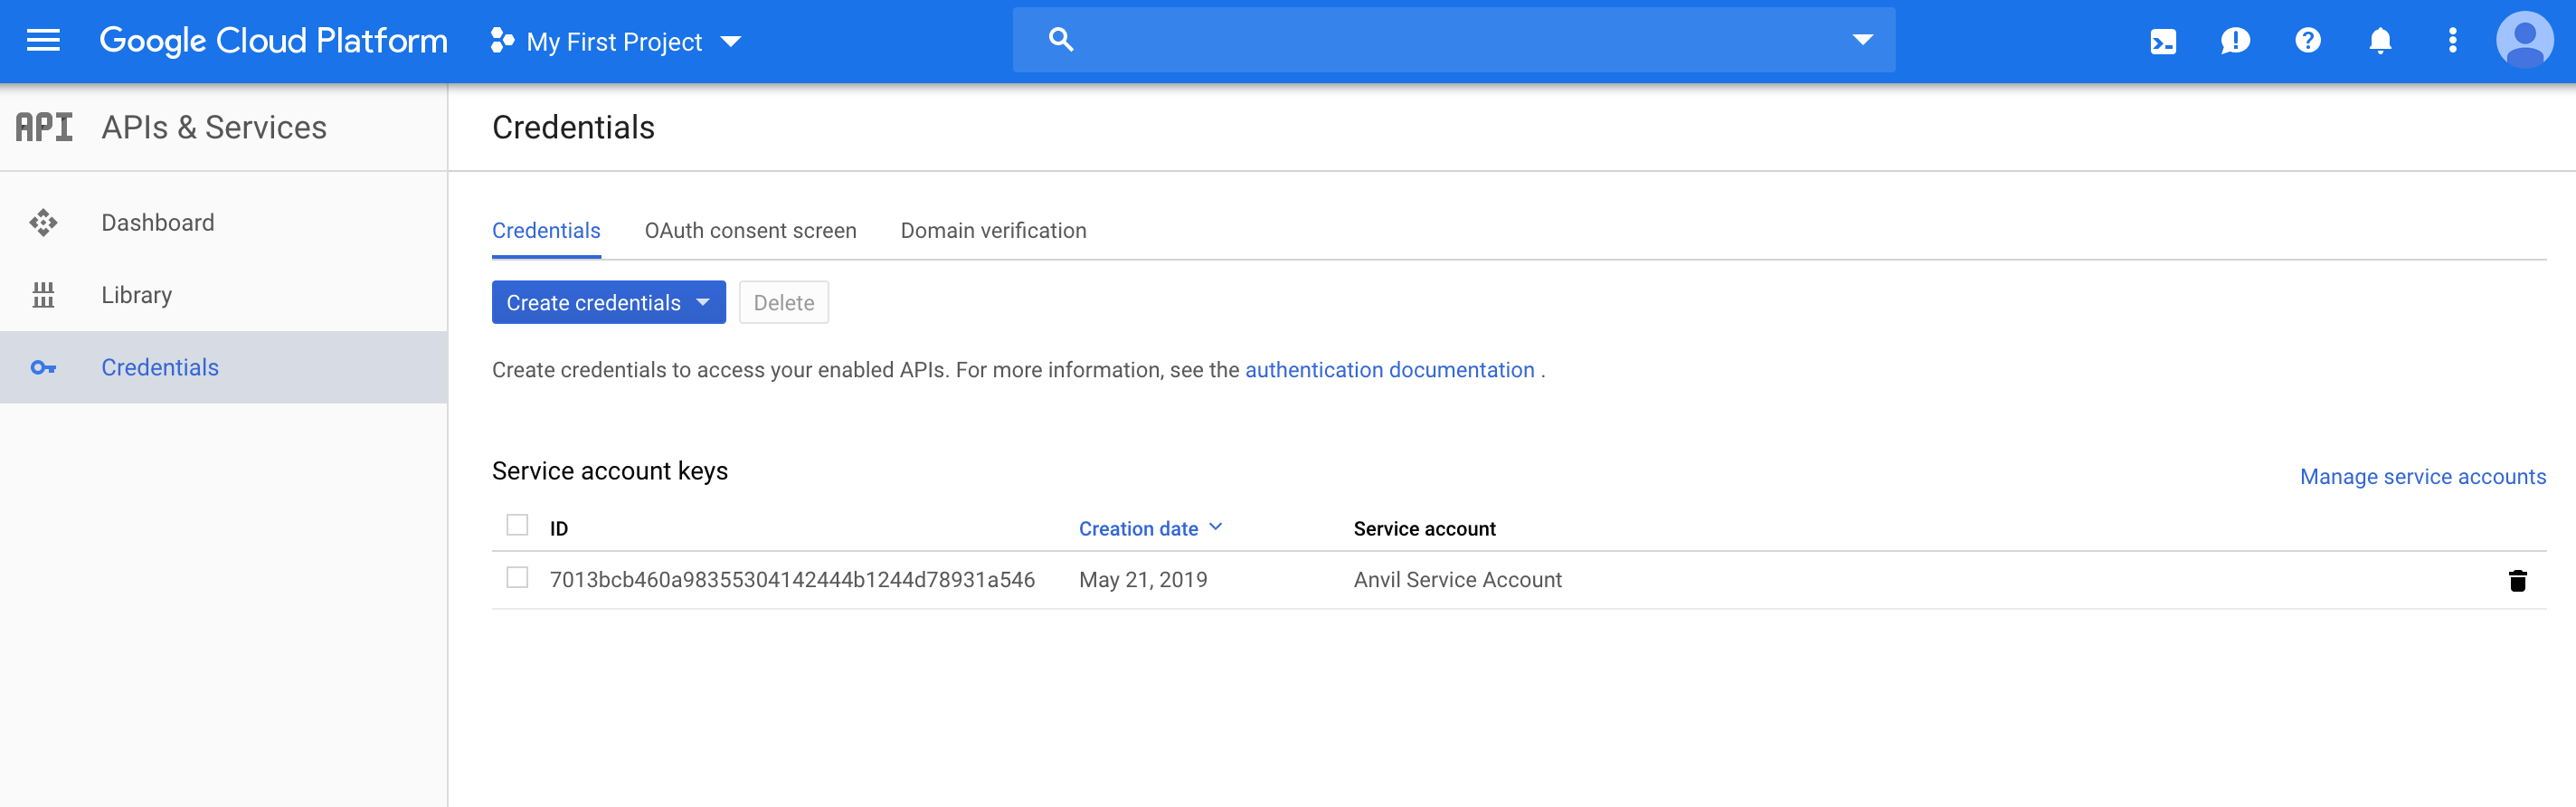 Google Cloud Platform My First Project
API APIs & Services
Credentials
Dashboard
Library
Credentials
Credentials OAuth consent screen Domain verification
Create credentials Delete
Create credentials to access your enabled APIs. For more information, see the authentication documentation .
Service account keys
Manage service accounts
ID Creation date Service account
7013bcb460a98355304142444b1244d78931a546 May 21, 2019 Anvil Service Account